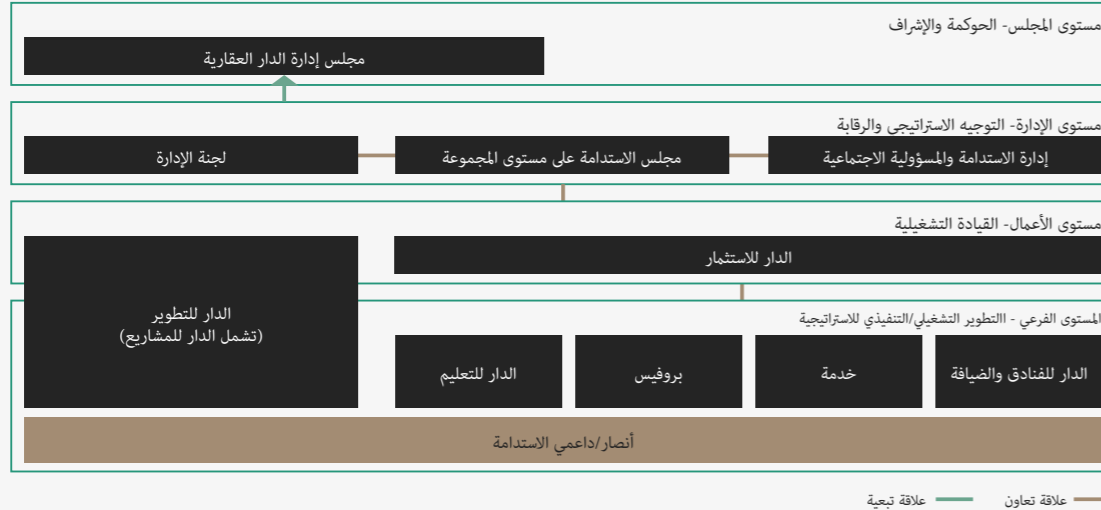 مستوى المجلس- الحوكمة والإشراف
مجلس إدارة الدار العقارية
مستوى الإدارة- التوجيه الاستراتيجي والرقابة
إدارة الاستدامة والمسؤولية الاجتماعية
مجلس الاستدامة على مستوى المجموعة
لجنة الإدارة
مستوى الأعمال- القيادة التشغيلية
الدار للاستثمار
الدار للتطوير
(تشمل الدار للمشاريع)
المستوى الفرعي - االتطوير التشغيلي/التنفيذي للاستراتيجية
الدار للفنادق والضيافة
خدمة
بروفيس
الدار للتعليم
أنصار/داعمي الاستدامة
علاقة تعاون
علاقة تبعية